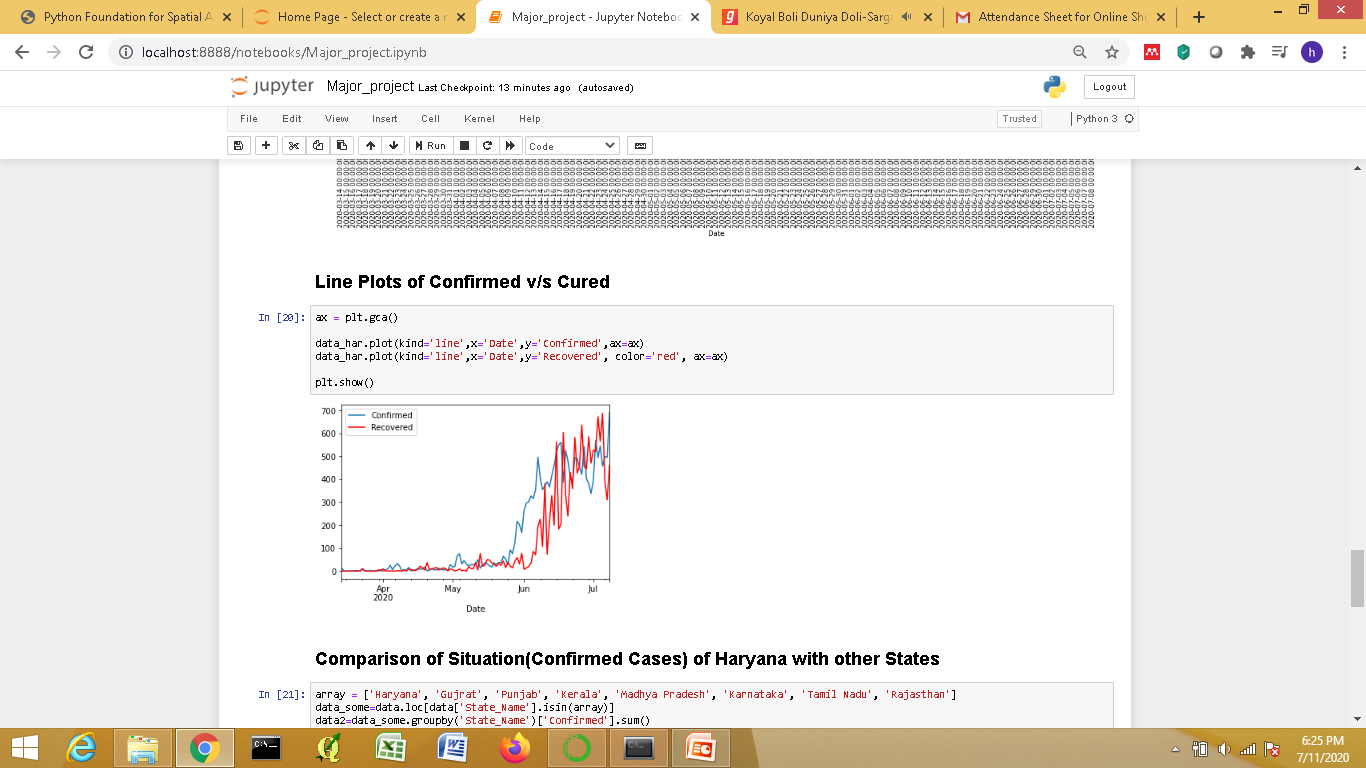 Python Foundation for Spatial A
Home Page - Select or create a n
Major_project - Jupyter Noteboo
Koyal Boli Duniya Doli-Sarga
Attendance Sheet for Online Sho
localhost:8888/notebooks/Major_project.ipynb
h
jupyter Major_project Last Checkpoint: 13 minutes ago (autosaved)
Logout
File Edit View Insert Cell Kernel Help
Trusted Python 3
Run Code
Date
Line Plots of Confirmed v/s Cured
In [20]: ax = plt.gca()
data_har.plot(kind='line',x='Date',y='Confirmed',ax=ax)
data_har.plot(kind='line',x='Date',y='Recovered', color='red', ax=ax)
plt.show()
Confirmed
Recovered
700
600
500
400
300
200
100
0
Apr May Jun Jul
2020
Date
Comparison of Situation(Confirmed Cases) of Haryana with other States
In [21]: array = ['Haryana', 'Gujrat', 'Punjab', 'Kerala', 'Madhya Pradesh', 'Karnataka', 'Tamil Nadu', 'Rajasthan']
data_some=data.loc[data['State_Name'].isin(array)]
data2=data_some.groupby('State_Name')['Confirmed'].sum()
6:25 PM
7/11/2020